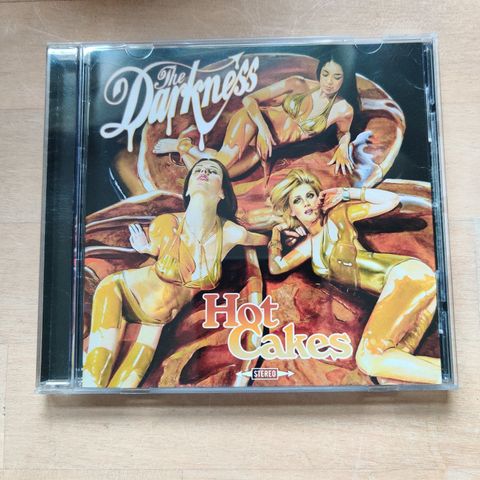 The
Darkness
Hot
Cakes
STEREO